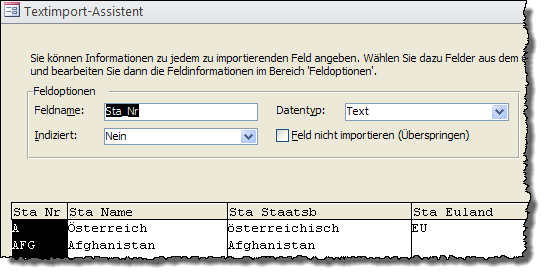 Textimport-Assistent
Sie können Informationen zu jedem zu importierenden Feld angeben. Wählen Sie dazu Felder aus dem
und bearbeiten Sie dann die Feldinformationen im Bereich 'Feldoptionen'.
Feldoptionen
Feldname: Sta_Nr Datentyp: Text
Indiziert: Nein Feld nicht importieren (Überspringen)
Sta Nr Sta Name Sta Staatsb Sta Euland
A Österreich österreichisch EU
AFG Afghanistan Afghanistan